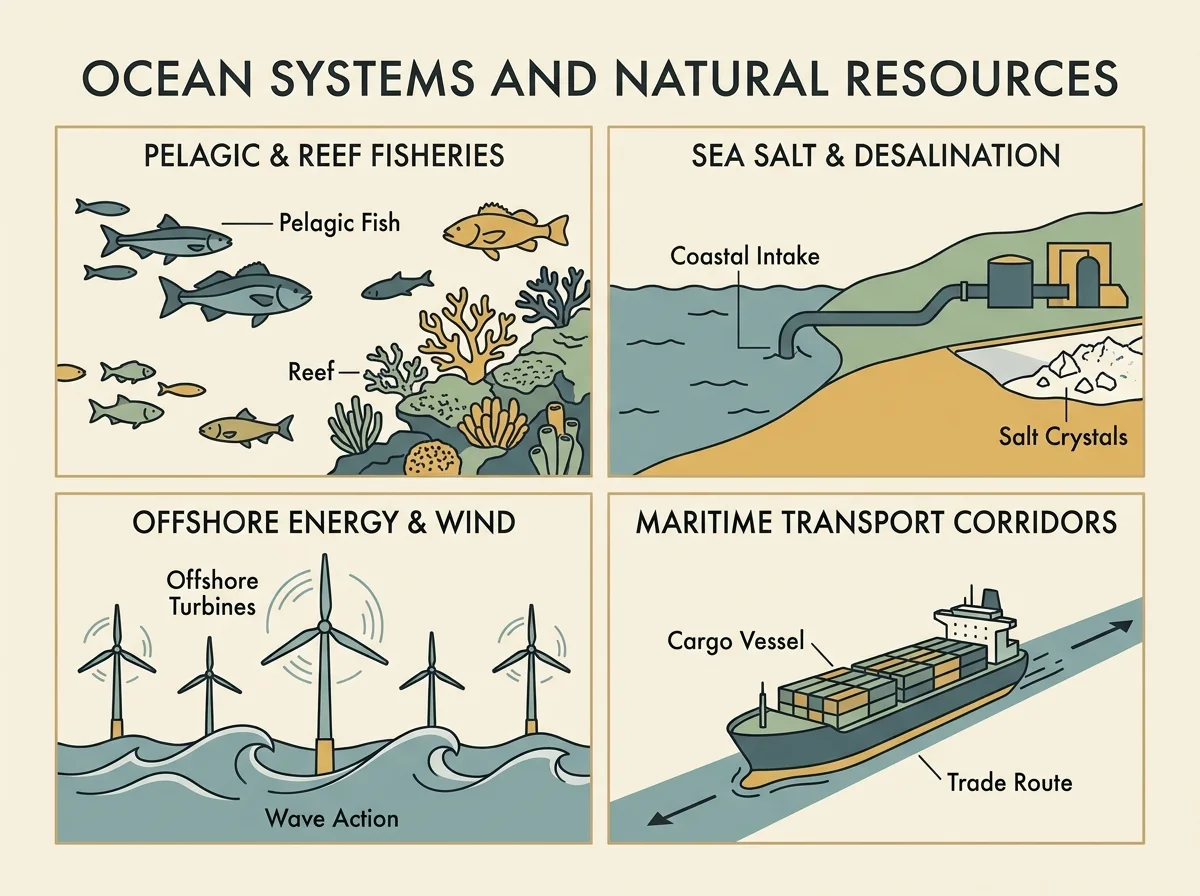 OCEAN SYSTEMS AND NATURAL RESOURCES
PELAGIC & REEF FISHERIES
Pelagic Fish
Reef
SEA SALT & DESALINATION
Coastal Intake
Salt Crystals
OFFSHORE ENERGY & WIND
Offshore
Turbines
Wave Action
MARITIME TRANSPORT CORRIDORS
Cargo Vessel
Trade Route